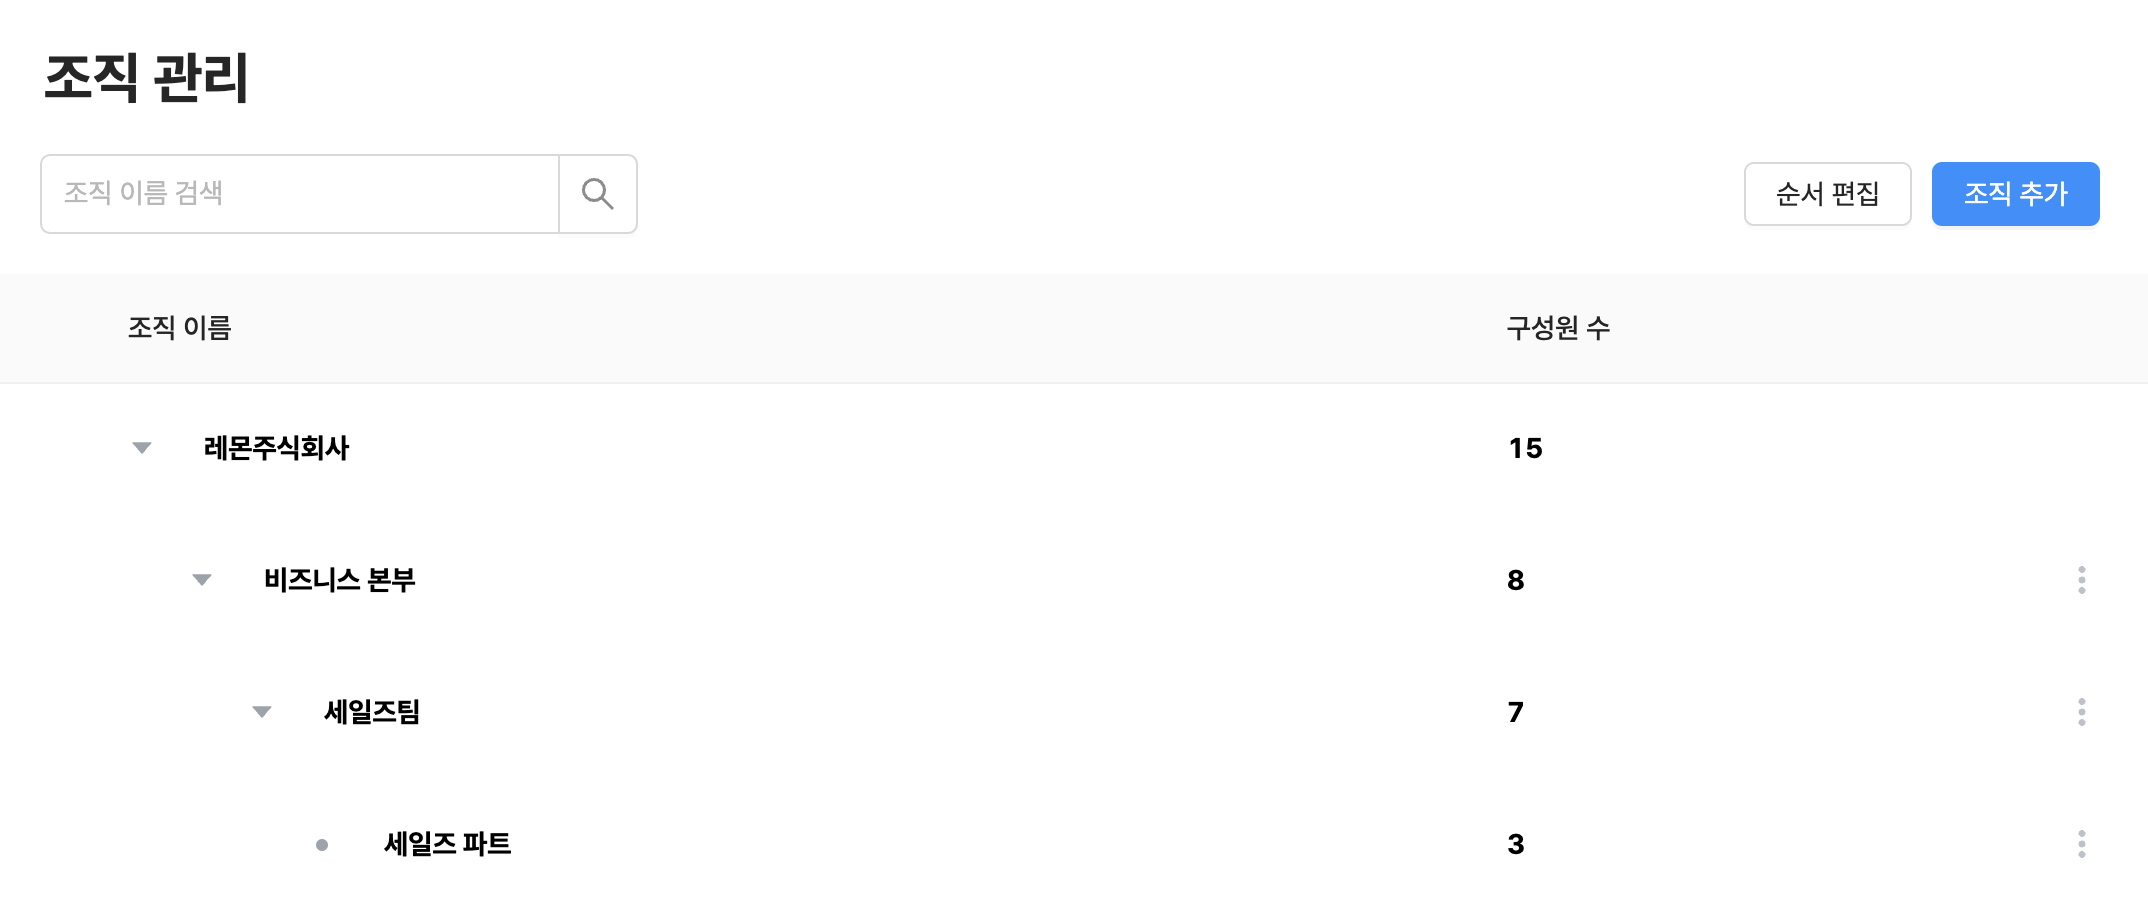 조직 관리
조직 이름 검색
순서 편집
조직 추가
조직 이름
구성원 수
레몬주식회사
15
비즈니스 본부
8
세일즈팀
7
세일즈 파트
3